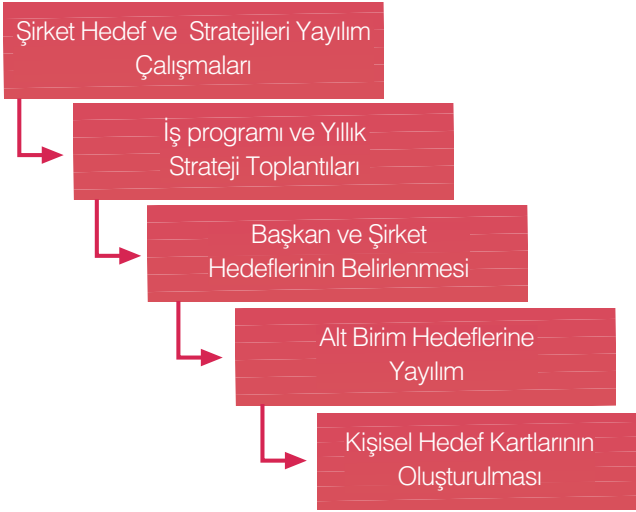 Şirket Hedef ve Stratejileri Yayılım
Çalışmaları
İş programı ve Yıllık
Strateji Toplantıları
Başkan ve Şirket
Hedeflerinin Belirlenmesi
Alt Birim Hedeflerine
Yayılım
Kişisel Hedef Kartlarının
Oluşturulması